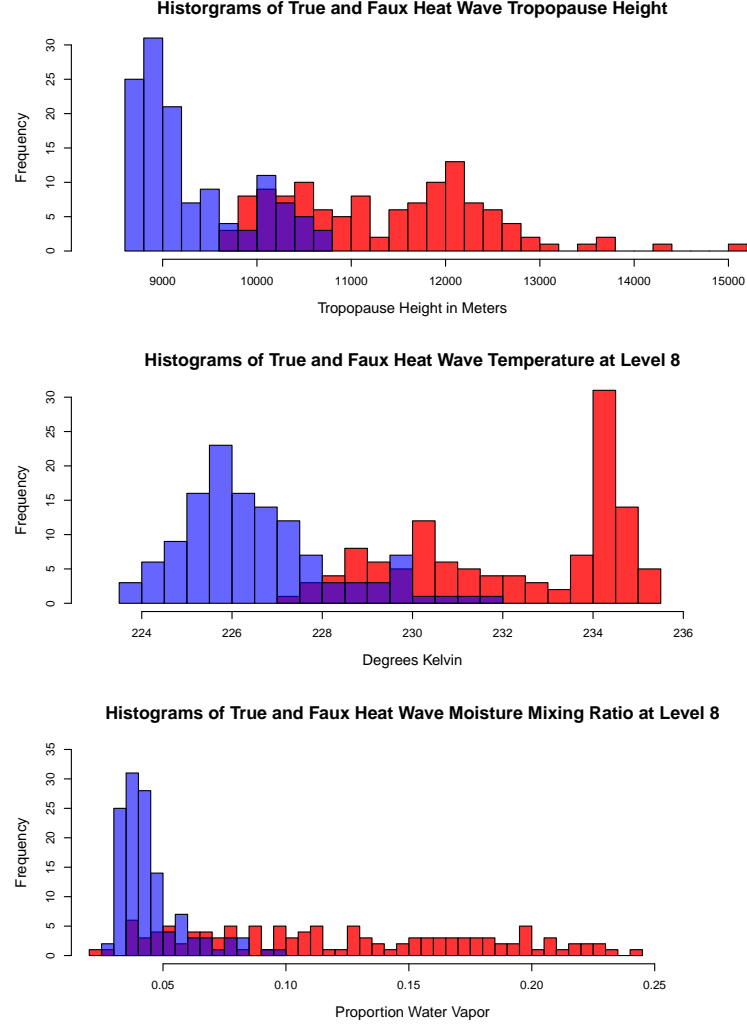 Historgrams of True and Faux Heat Wave Tropopause Height
Frequency
0 5 10 15 20 25 30
9000 10000 11000 12000 13000 14000 15000
Tropopause Height in Meters
Histograms of True and Faux Heat Wave Temperature at Level 8
Frequency
0 5 10 15 20 25 30
224 226 228 230 232 234 236
Degrees Kelvin
Histograms of True and Faux Heat Wave Moisture Mixing Ratio at Level 8
Frequency
0 5 10 15 20 25 30 35
0.05 0.10 0.15 0.20 0.25
Proportion Water Vapor